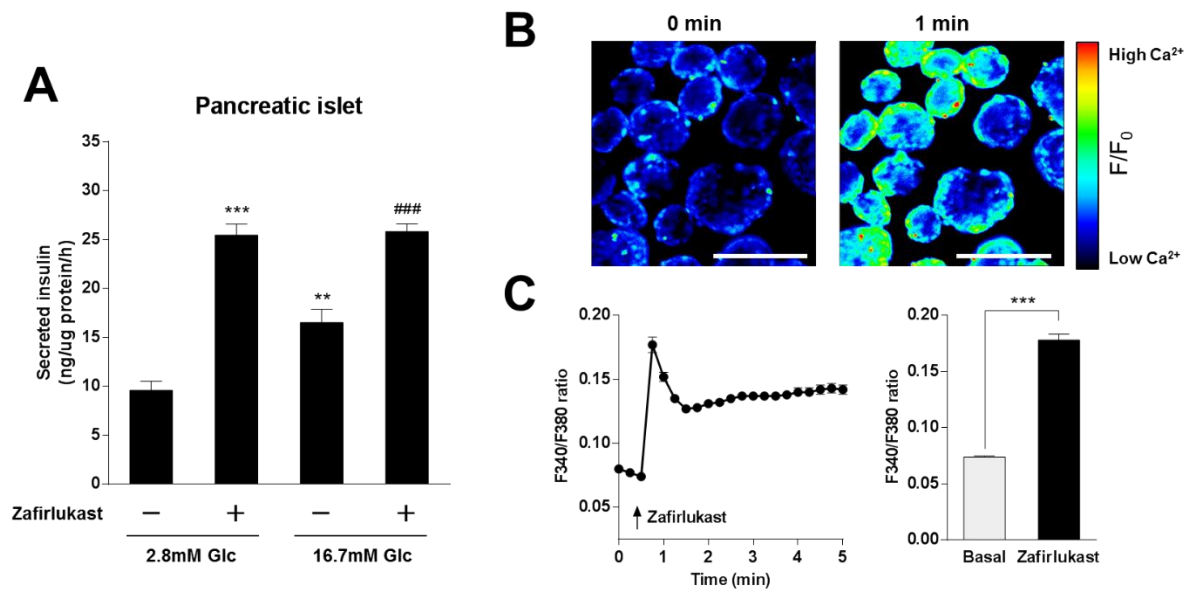 A
Pancreatic islet
Secreted insulin
(ng/ug protein/h)
35
30
25
20
15
10
5
0
***
**
###
Zafirlukast
− + − +
2.8mM Glc
16.7mM Glc
B
0 min
1 min
High Ca²⁺
F/F₀
Low Ca²⁺
C
F340/F380 ratio
0.20
0.15
0.10
0.05
Zafirlukast
0 1 2 3 4 5
Time (min)
F340/F380 ratio
0.20
0.15
0.10
0.05
0.00
***
Basal
Zafirlukast